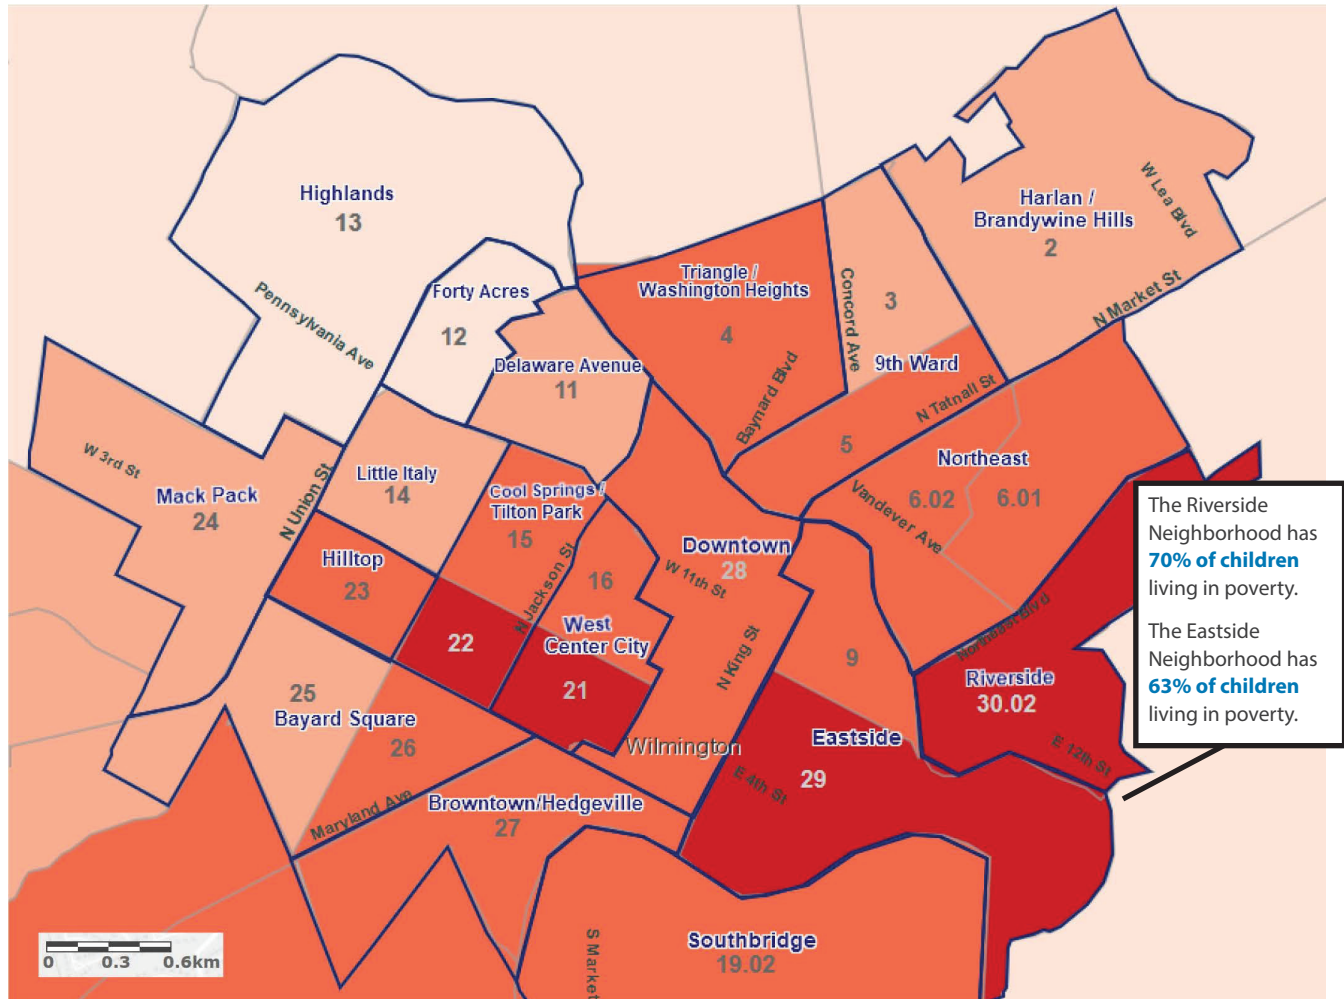 Highlands
13
Harlan /
Brandywine Hills
2
W Lea Blvd
N Market St
Triangle /
Washington Heights
4
Concord Ave
3
Baynard Blvd
9th Ward
5
N Tatnall St
Forty Acres
12
Pennsylvania Ave
Delaware Avenue
11
W 3rd St
Mack Pack
24
N Union St
Little Italy
14
Cool Springs /
Tilton Park
15
Northeast
6.02
6.01
Vandever Ave
Northeast Blvd
Hilltop
23
22
N Jackson St
16
West
Center City
21
Downtown
28
W 11th St
N King St
9
Riverside
30.02
E 12th St
25
Bayard Square
26
Maryland Ave
Wilmington
Eastside
29
E 4th St
Browntown/Hedgeville
27
Southbridge
19.02
S Market
0 0.3 0.6km
The Riverside
Neighborhood has
70% of children
living in poverty.
The Eastside
Neighborhood has
63% of children
living in poverty.